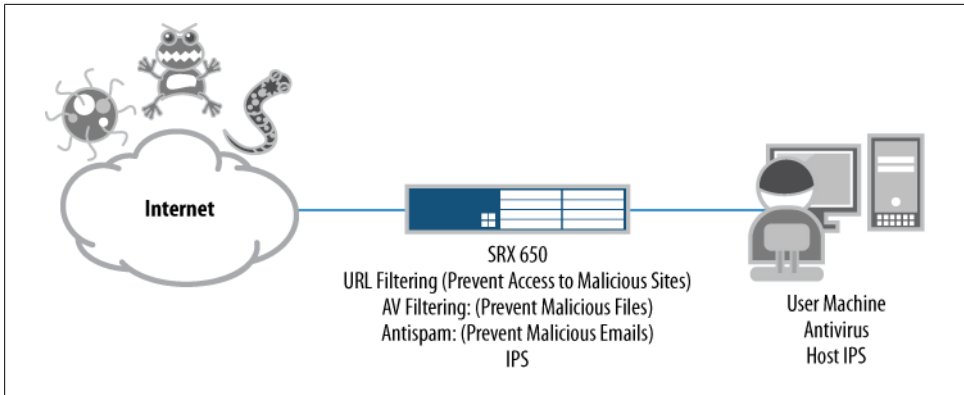 Internet
SRX 650
URL Filtering (Prevent Access to Malicious Sites)
AV Filtering: (Prevent Malicious Files)
Antispam: (Prevent Malicious Emails)
IPS
User Machine
Antivirus
Host IPS